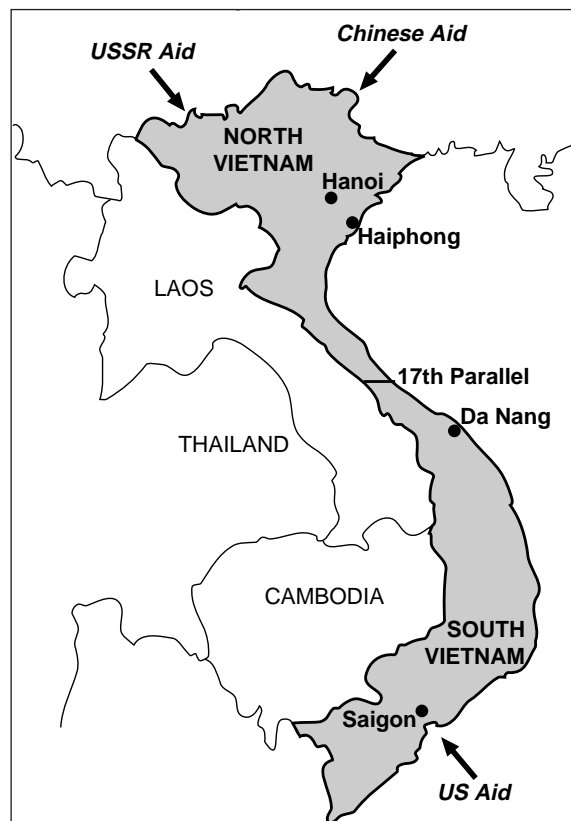 Chinese Aid
USSR Aid
NORTH
VIETNAM
Hanoi
Haiphong
LAOS
17th Parallel
Da Nang
THAILAND
CAMBODIA
SOUTH
VIETNAM
Saigon
US Aid